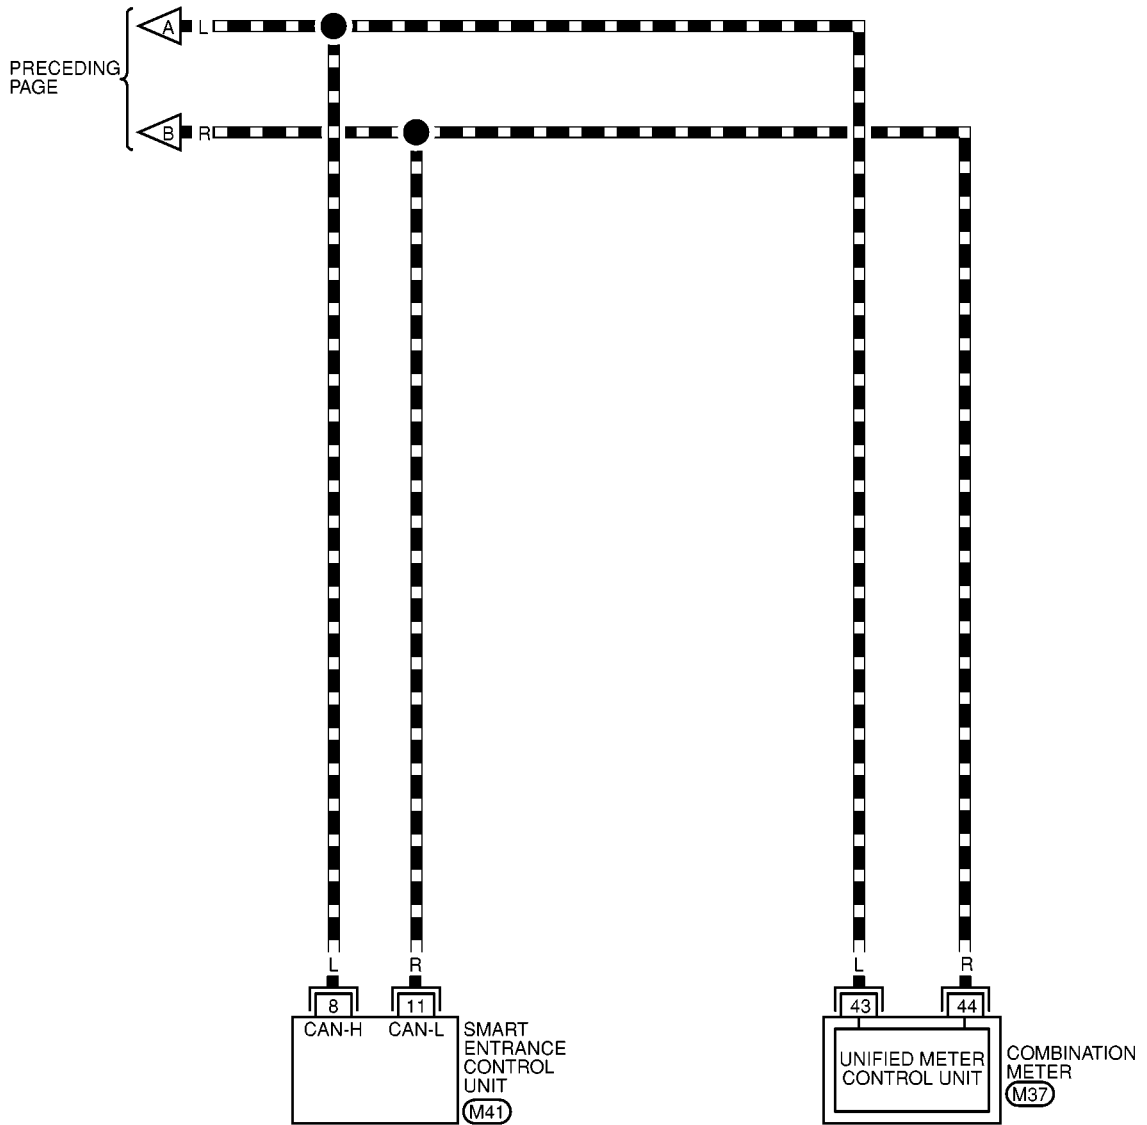 A L
PRECEDING
PAGE
B R
L R L R
8 11 43 44
CAN-H CAN-L
SMART
ENTRANCE
CONTROL
UNIT
M41
UNIFIED METER
CONTROL UNIT
COMBINATION
METER
M37